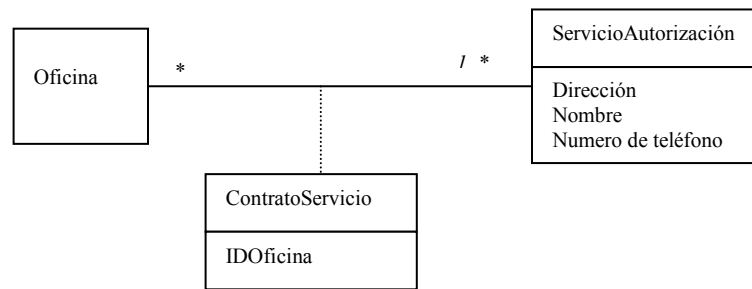 ServicioAutorización
Oficina
*
1 *
Dirección
Nombre
Numero de teléfono
ContratoServicio
IDOficina